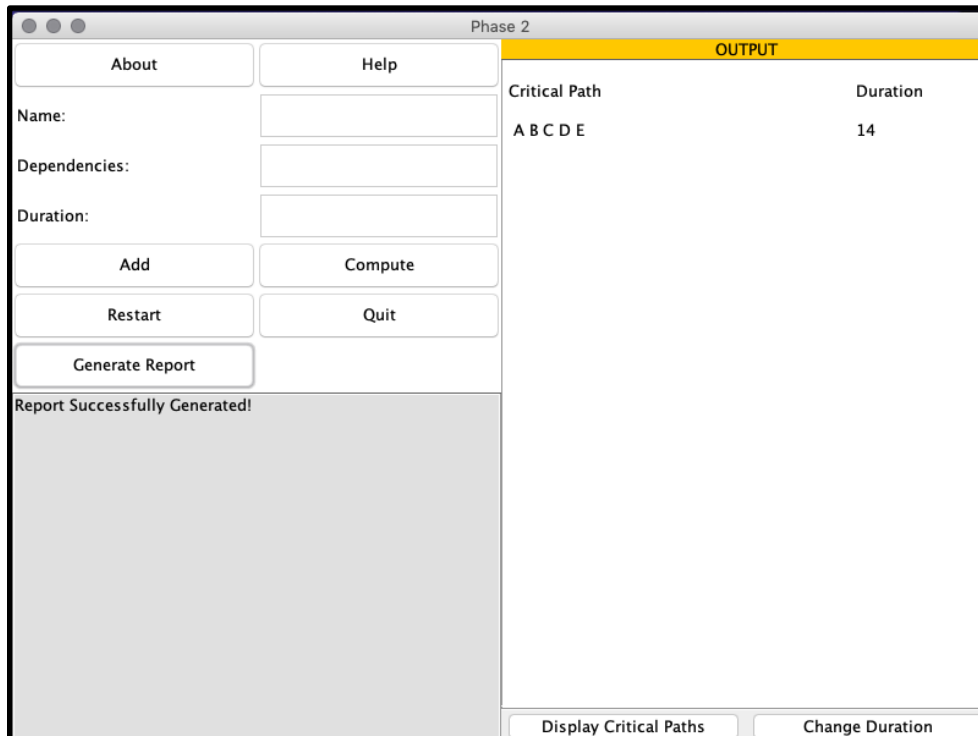 Phase 2
About Help
Name:
Dependencies:
Duration:
Add Compute
Restart Quit
Generate Report
Report Successfully Generated!
OUTPUT
Critical Path Duration
A B C D E 14
Display Critical Paths Change Duration